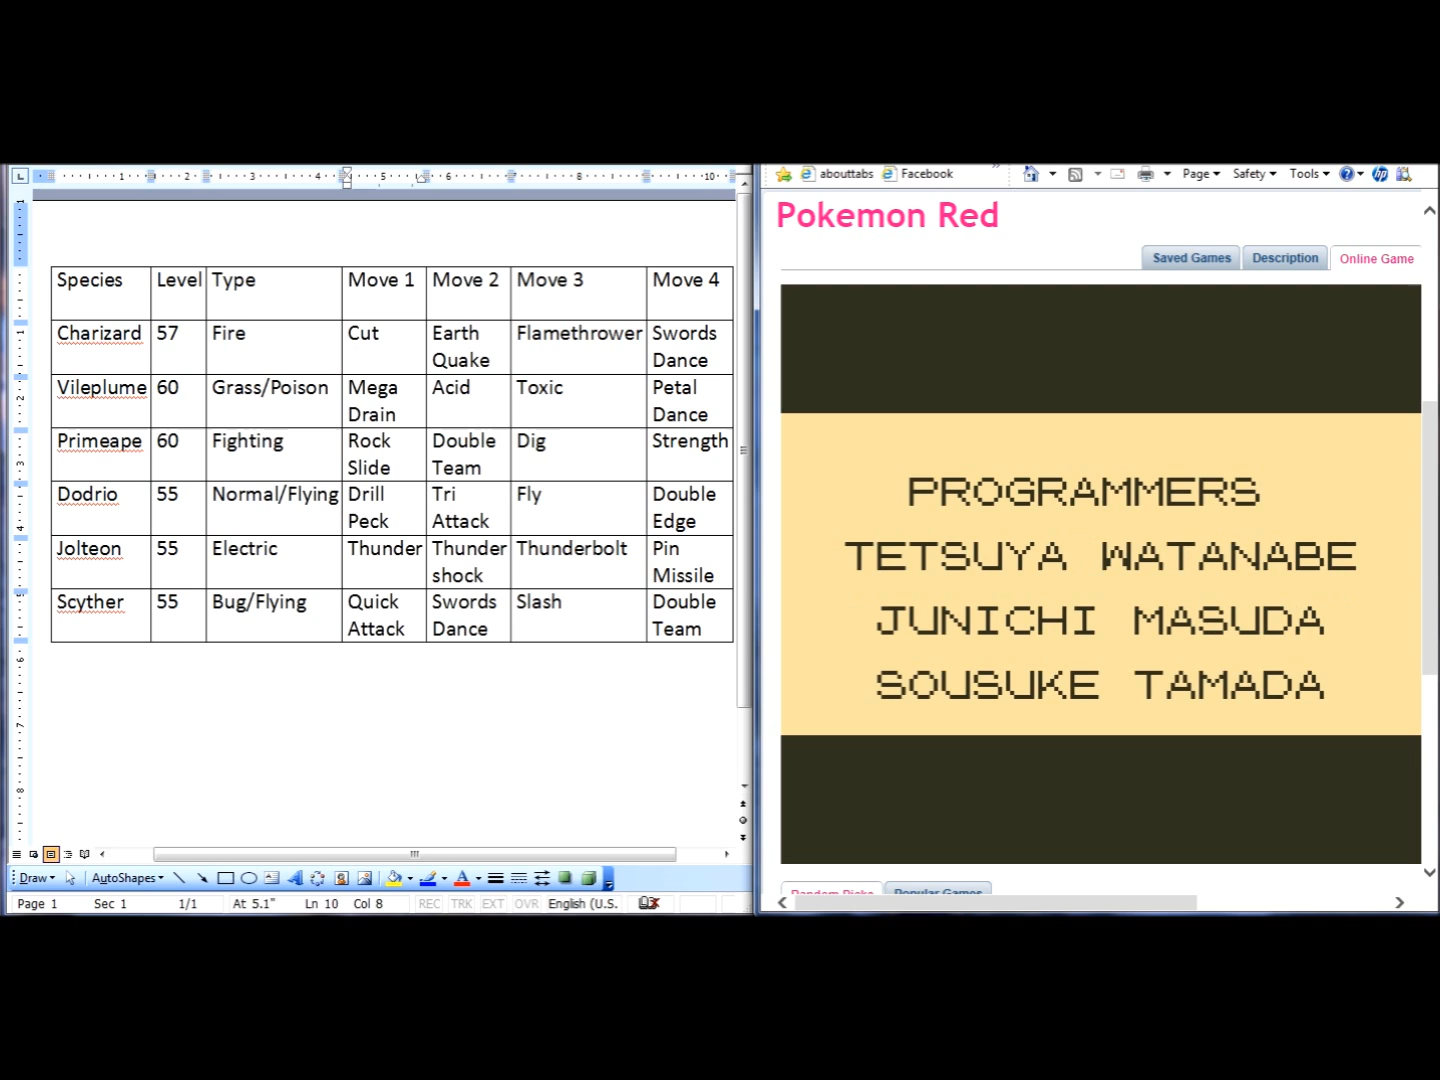 abouttabs Facebook Page Safety Tools
Pokemon Red
Saved Games Description Online Game
Species Level Type Move 1 Move 2 Move 3 Move 4
Charizard 57 Fire Cut Earth Quake Flamethrower Swords Dance
Vileplume 60 Grass/Poison Mega Drain Acid Toxic Petal Dance
Primeape 60 Fighting Rock Slide Double Team Dig Strength
Dodrio 55 Normal/Flying Drill Peck Tri Attack Fly Double Edge
Jolteon 55 Electric Thunder Thunder shock Thunderbolt Pin Missile
Scyther 55 Bug/Flying Quick Attack Swords Dance Slash Double Team
PROGRAMMERS
TETSUYA WATANABE
JUNICHI MASUDA
SOUSUKE TAMADA
Random Picks Popular Games
Draw AutoShapes
Page 1 Sec 1 1/1 At 5.1" Ln 10 Col 8 REC TRK EXT OVR English (U.S.